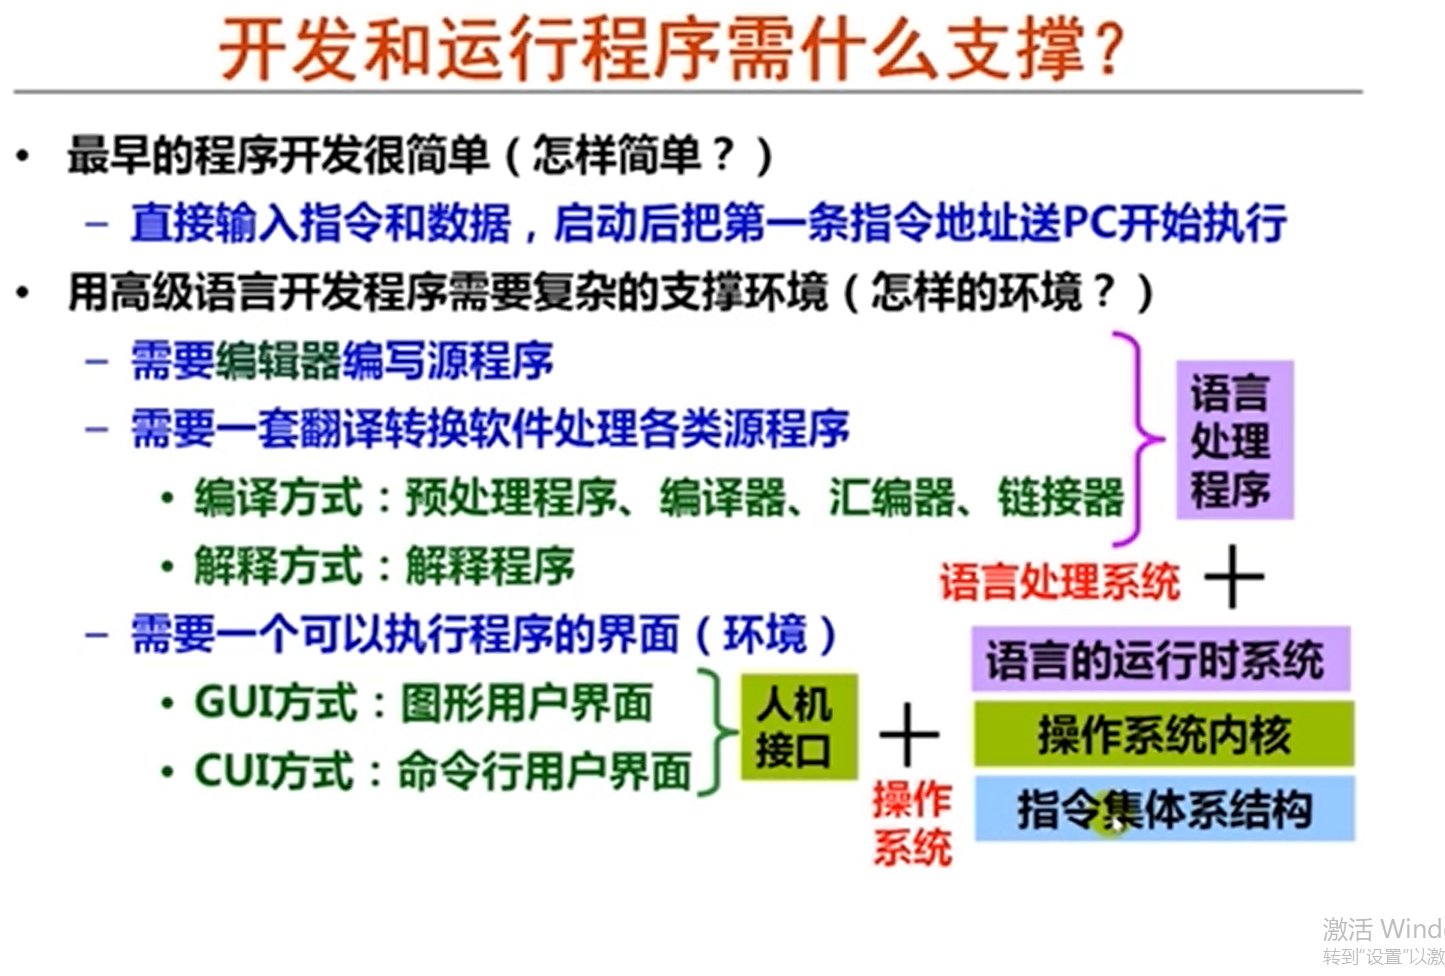 开发和运行程序需什么支撑？
• 最早的程序开发很简单（怎样简单？）
– 直接输入指令和数据，启动后把第一条指令地址送PC开始执行
• 用高级语言开发程序需要复杂的支撑环境（怎样的环境？）
– 需要编辑器编写源程序
– 需要一套翻译转换软件处理各类源程序
• 编译方式：预处理程序、编译器、汇编器、链接器
• 解释方式：解释程序
语言
处理
程序
语言处理系统
+
– 需要一个可以执行程序的界面（环境）
• GUI方式：图形用户界面
• CUI方式：命令行用户界面
人机
接口
+
操作
系统
语言的运行时系统
操作系统内核
指令集体系结构
激活 Wind
转到"设置"以激